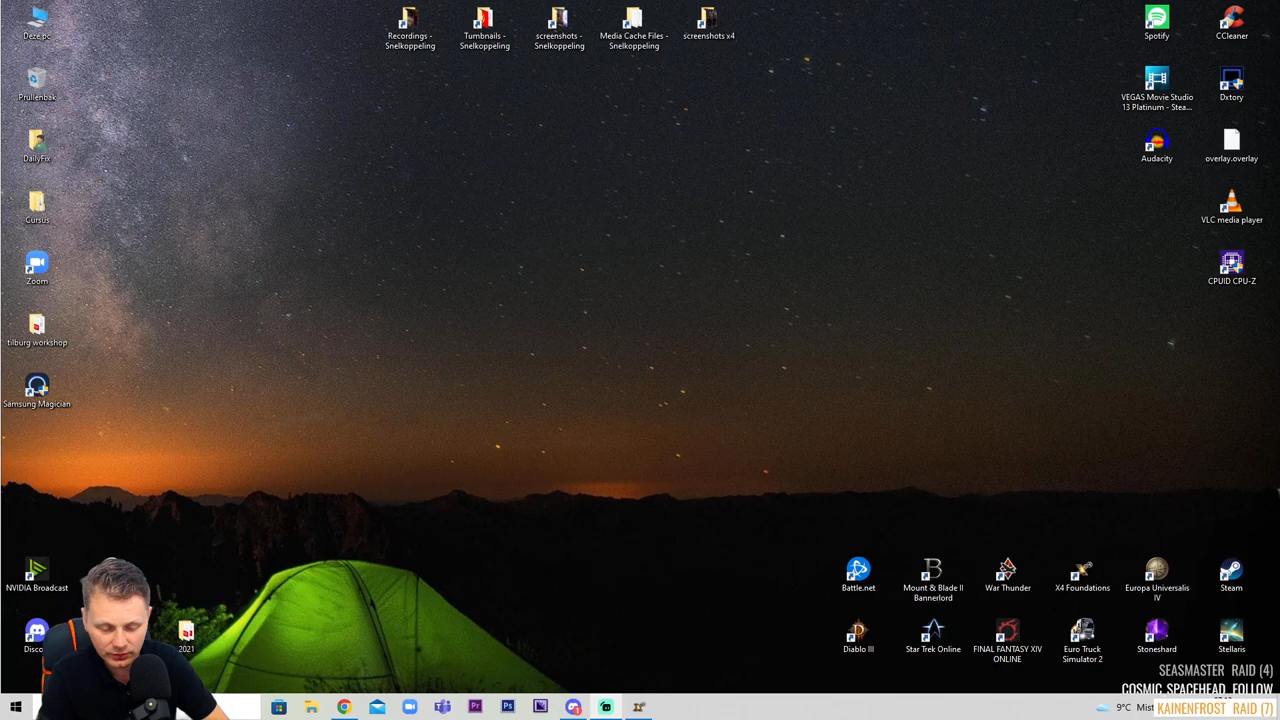 Deze pc
Recordings -
Snelkoppeling
Tumbnails -
Snelkoppeling
screenshots -
Snelkoppeling
Media Cache Files -
Snelkoppeling
screenshots x4
Spotify
CCleaner
Prullenbak
VEGAS Movie Studio
13 Platinum - Stea...
Dxtory
DailyFix
Audacity
overlay.overlay
Cursus
VLC media player
Zoom
CPUID CPU-Z
tilburg workshop
Samsung Magician
NVIDIA Broadcast
Battle.net
Mount & Blade II
Bannerlord
War Thunder
X4 Foundations
Europa Universalis
IV
Steam
Disco
2021
Diablo III
Star Trek Online
FINAL FANTASY XIV
ONLINE
Euro Truck
Simulator 2
Stoneshard
Stellaris
SEASMASTER RAID (4)
COSMIC_SPACEHEAD FOLLOW
9°C Mist
KAINENFROST RAID (7)